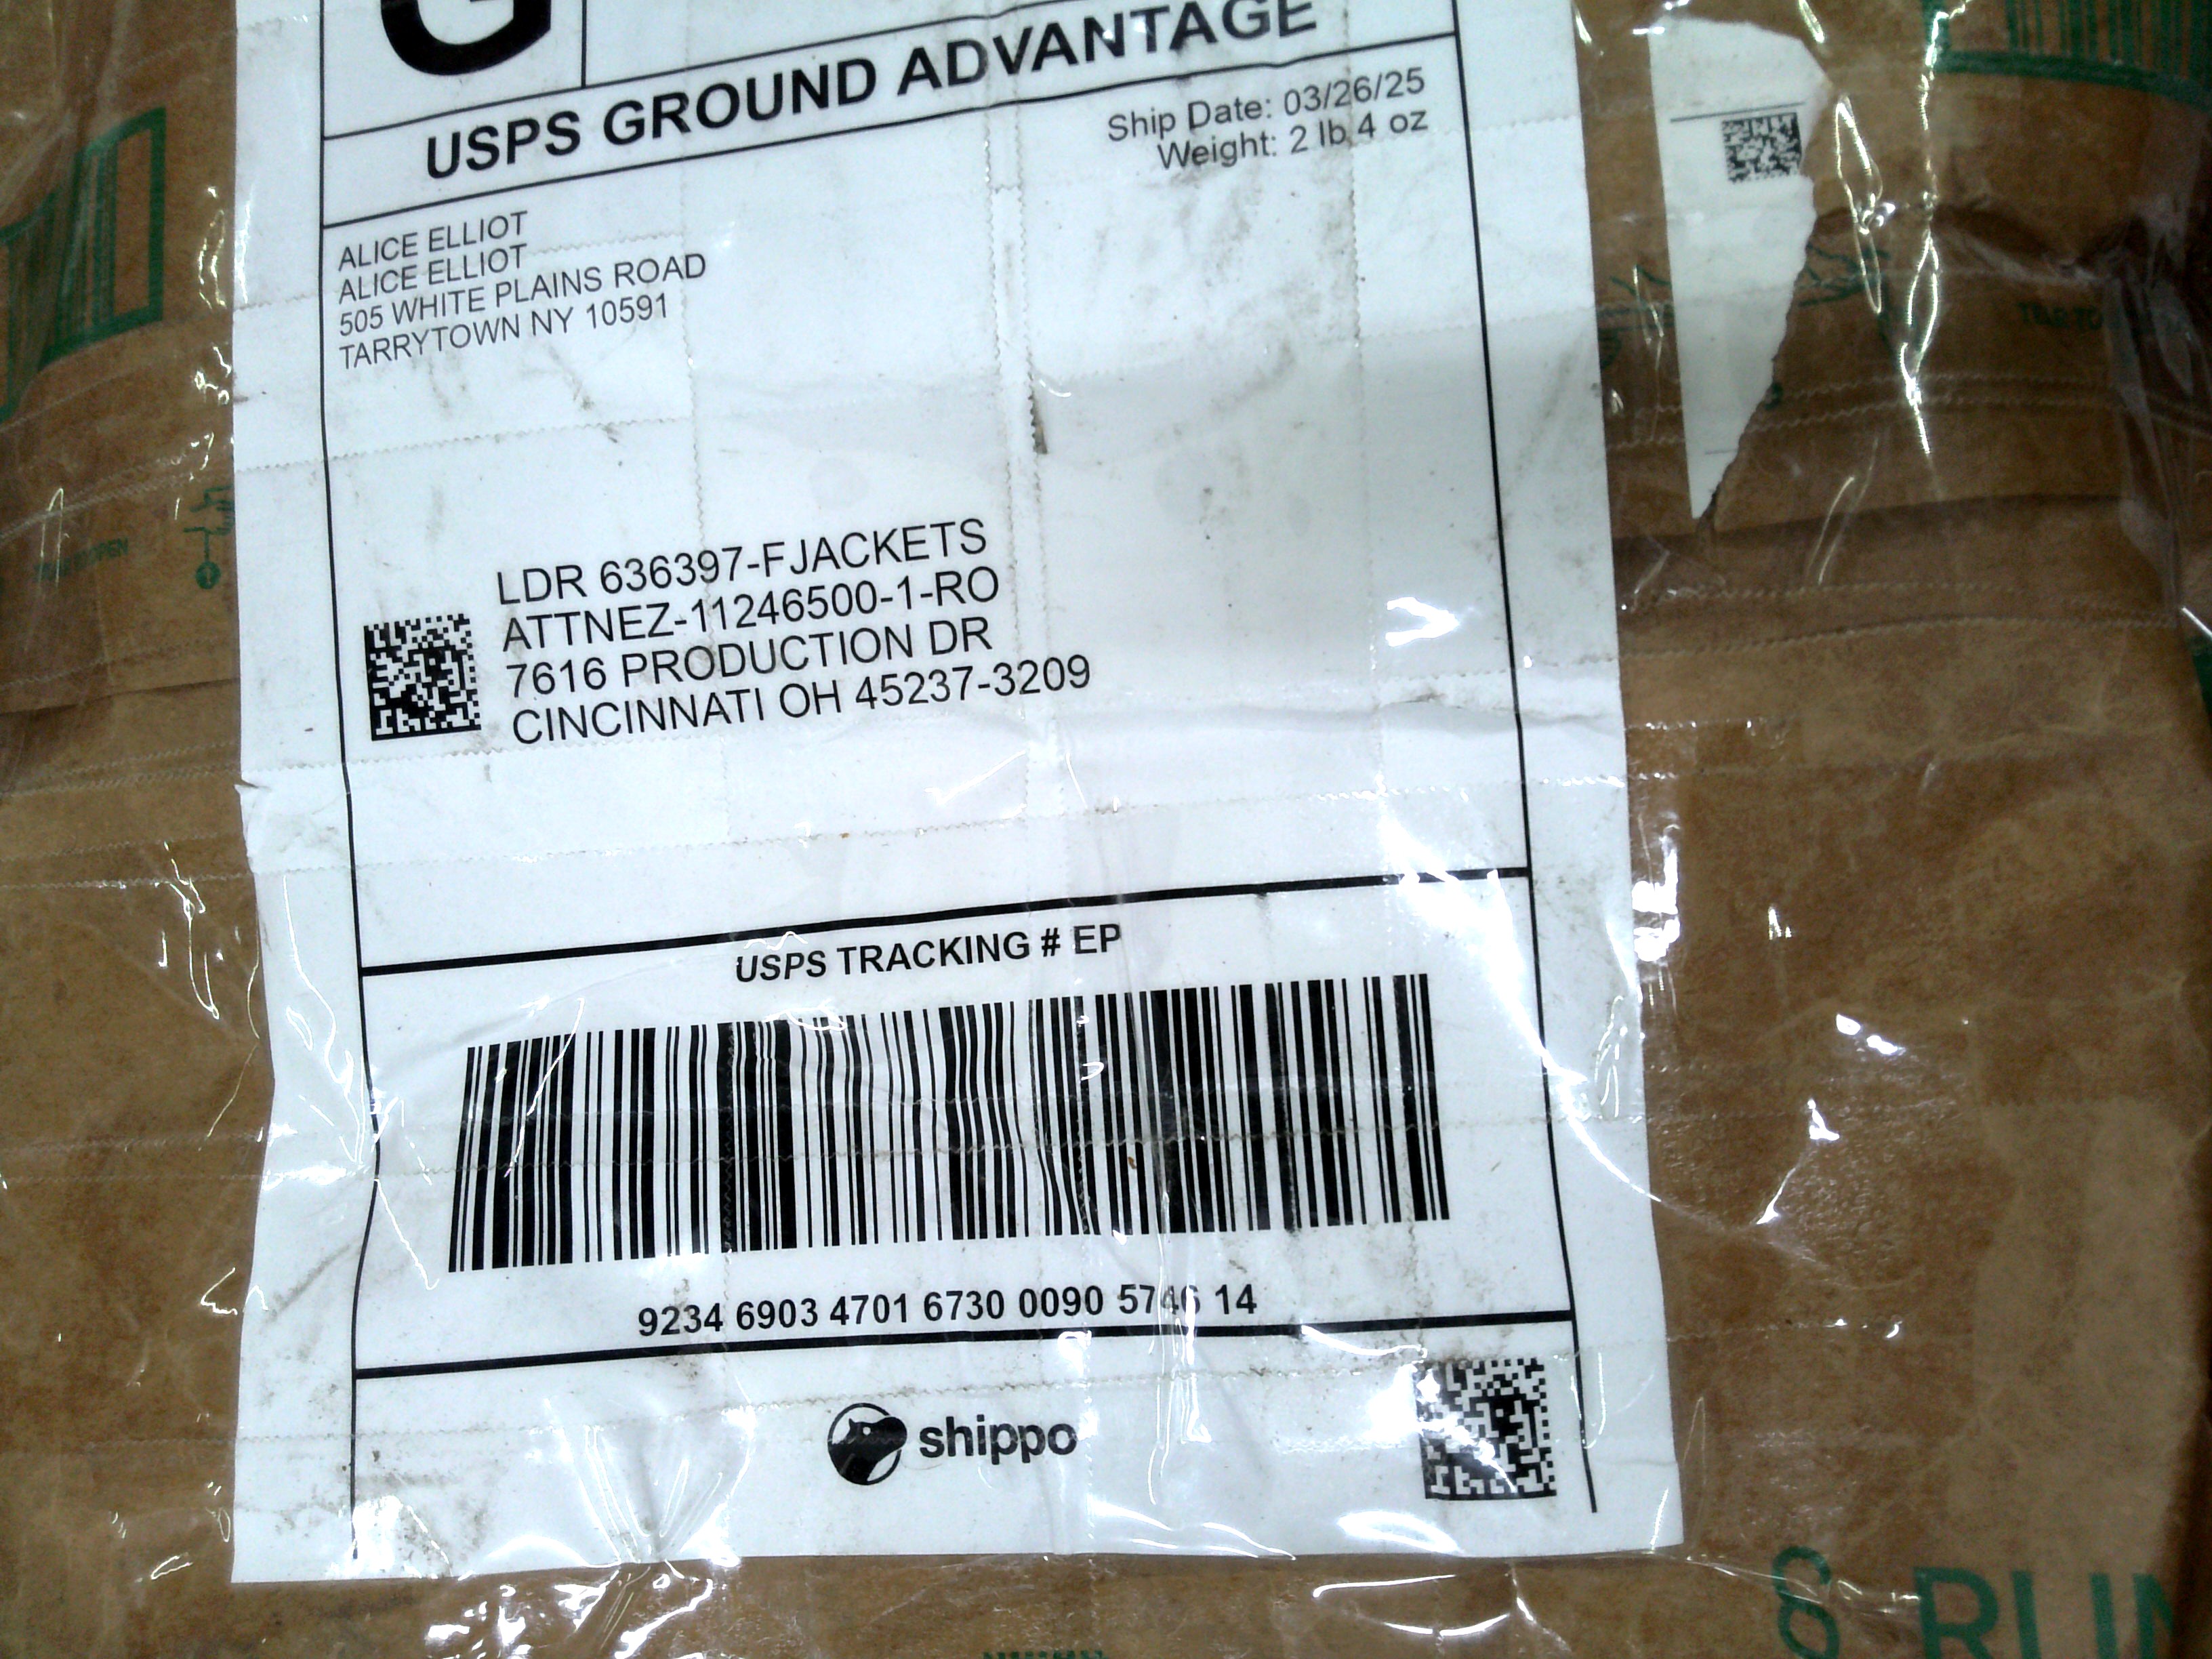 G
USPS GROUND ADVANTAGE
Ship Date: 03/26/25
Weight: 2 lb 4 oz
ALICE ELLIOT
ALICE ELLIOT
505 WHITE PLAINS ROAD
TARRYTOWN NY 10591
LDR 636397-FJACKETS
ATTNEZ-11246500-1-RO
7616 PRODUCTION DR
CINCINNATI OH 45237-3209
USPS TRACKING # EP
9234 6903 4701 6730 0090 5746 14
shippo